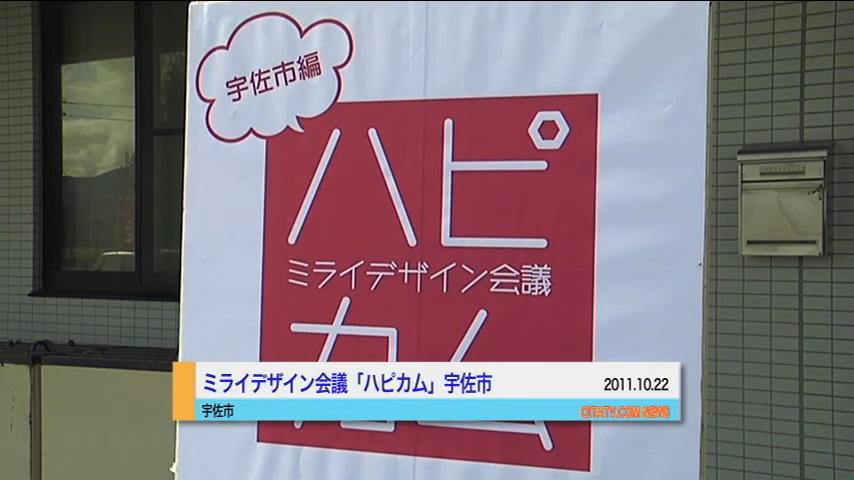 宇佐市編
ハピ
ミライデザイン会議
カム
ミライデザイン会議「ハピカム」宇佐市
2011.10.22
宇佐市
OITATV.COM NEWS